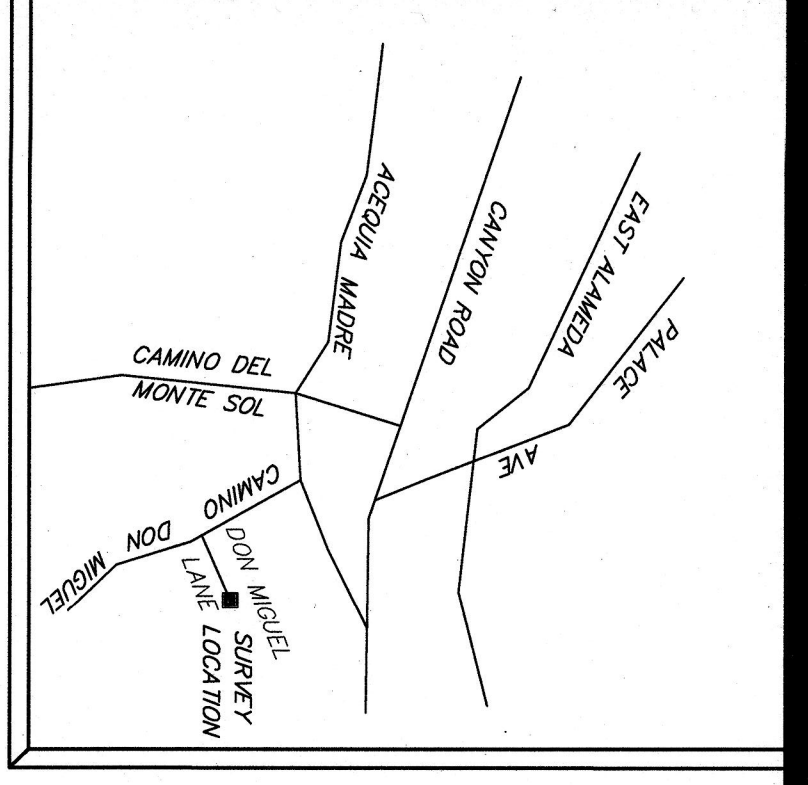 ACEQUIA MADRE
CANYON ROAD
EAST ALAMEDA
PALACE
AVE
CAMINO DEL
MONTE SOL
CAMINO
DON
MIGUEL
DON MIGUEL
LANE
SURVEY
LOCATION